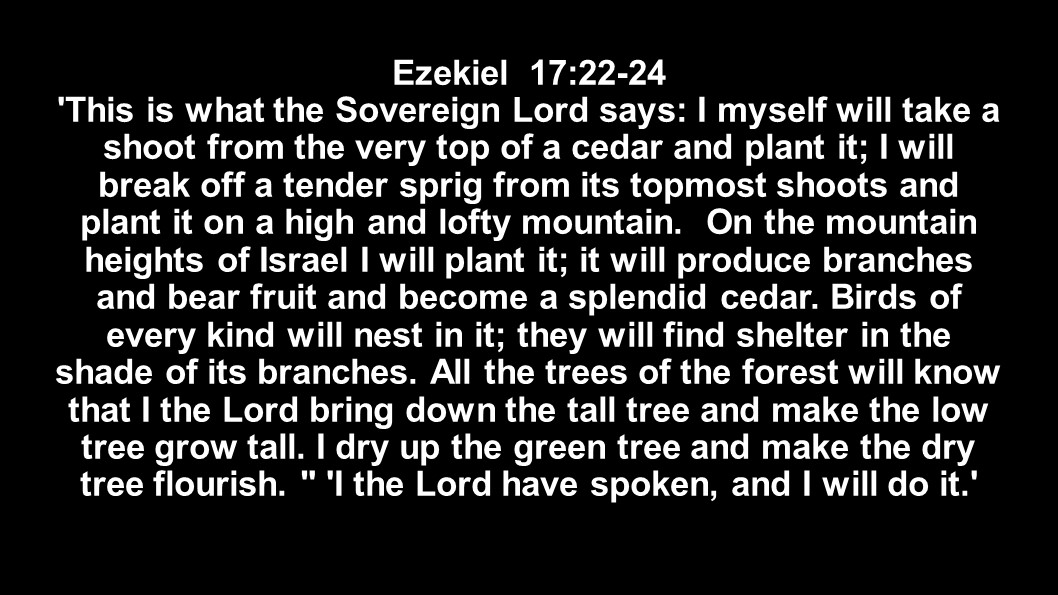 Ezekiel  17:22-24
'This is what the Sovereign Lord says: I myself will take a
shoot from the very top of a cedar and plant it; I will
break off a tender sprig from its topmost shoots and
plant it on a high and lofty mountain.  On the mountain
heights of Israel I will plant it; it will produce branches
and bear fruit and become a splendid cedar. Birds of
every kind will nest in it; they will find shelter in the
shade of its branches. All the trees of the forest will know
that I the Lord bring down the tall tree and make the low
tree grow tall. I dry up the green tree and make the dry
tree flourish. " 'I the Lord have spoken, and I will do it.'